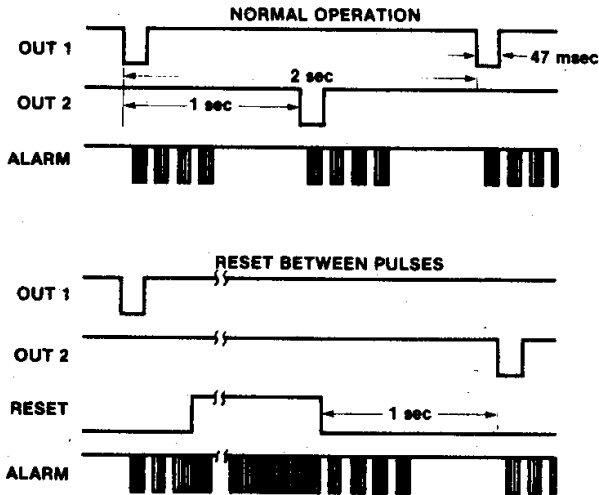 NORMAL OPERATION
OUT 1
47 msec
2 sec
OUT 2
1 sec
ALARM
RESET BETWEEN PULSES
OUT 1
OUT 2
RESET
1 sec
ALARM